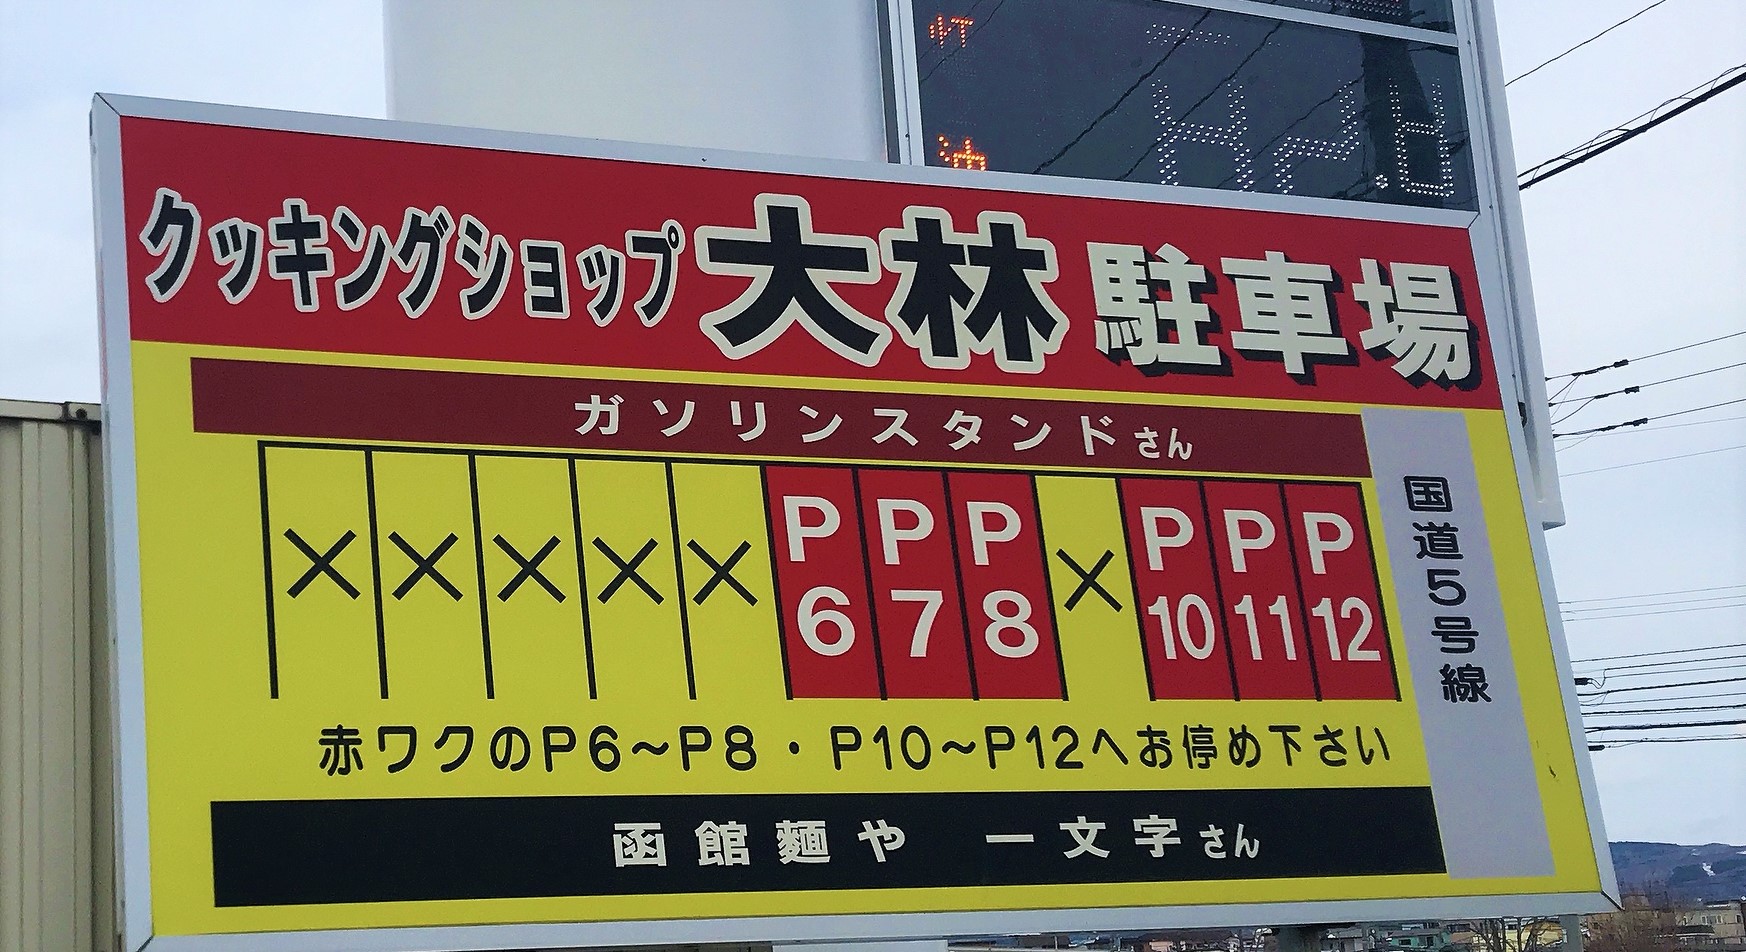 灯
油
クッキングショップ 大林 駐車場
ガソリンスタンドさん
× × × × × P6 P7 P8 × P10 P11 P12
国道5号線
赤ワクのP6〜P8・P10〜P12へお停め下さい
函館麺や 一文字さん